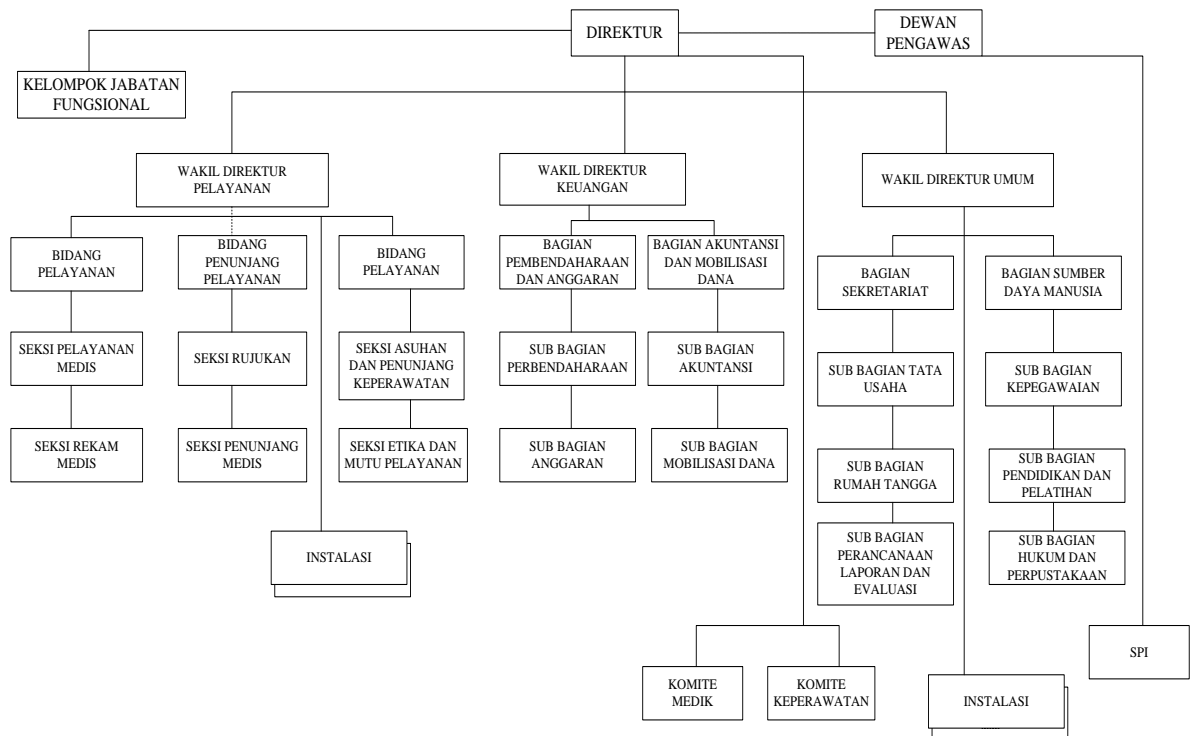 DIREKTUR
DEWAN
PENGAWAS
KELOMPOK JABATAN
FUNGSIONAL
WAKIL DIREKTUR
PELAYANAN
WAKIL DIREKTUR
KEUANGAN
WAKIL DIREKTUR UMUM
BIDANG
PELAYANAN
BIDANG
PENUNJANG
PELAYANAN
BIDANG
PELAYANAN
BAGIAN
PEMBENDAHARAAN
DAN ANGGARAN
BAGIAN AKUNTANSI
DAN MOBILISASI
DANA
BAGIAN
SEKRETARIAT
BAGIAN SUMBER
DAYA MANUSIA
SEKSI PELAYANAN
MEDIS
SEKSI RUJUKAN
SEKSI ASUHAN
DAN PENUNJANG
KEPERAWATAN
SUB BAGIAN
PERBENDAHARAAN
SUB BAGIAN
AKUNTANSI
SUB BAGIAN TATA
USAHA
SUB BAGIAN
KEPEGAWAIAN
SEKSI REKAM
MEDIS
SEKSI PENUNJANG
MEDIS
SEKSI ETIKA DAN
MUTU PELAYANAN
SUB BAGIAN
ANGGARAN
SUB BAGIAN
MOBILISASI DANA
SUB BAGIAN
RUMAH TANGGA
SUB BAGIAN
PENDIDIKAN DAN
PELATIHAN
INSTALASI
SUB BAGIAN
PERANCANAAN
LAPORAN DAN
EVALUASI
SUB BAGIAN
HUKUM DAN
PERPUSTAKAAN
SPI
KOMITE
MEDIK
KOMITE
KEPERAWATAN
INSTALASI